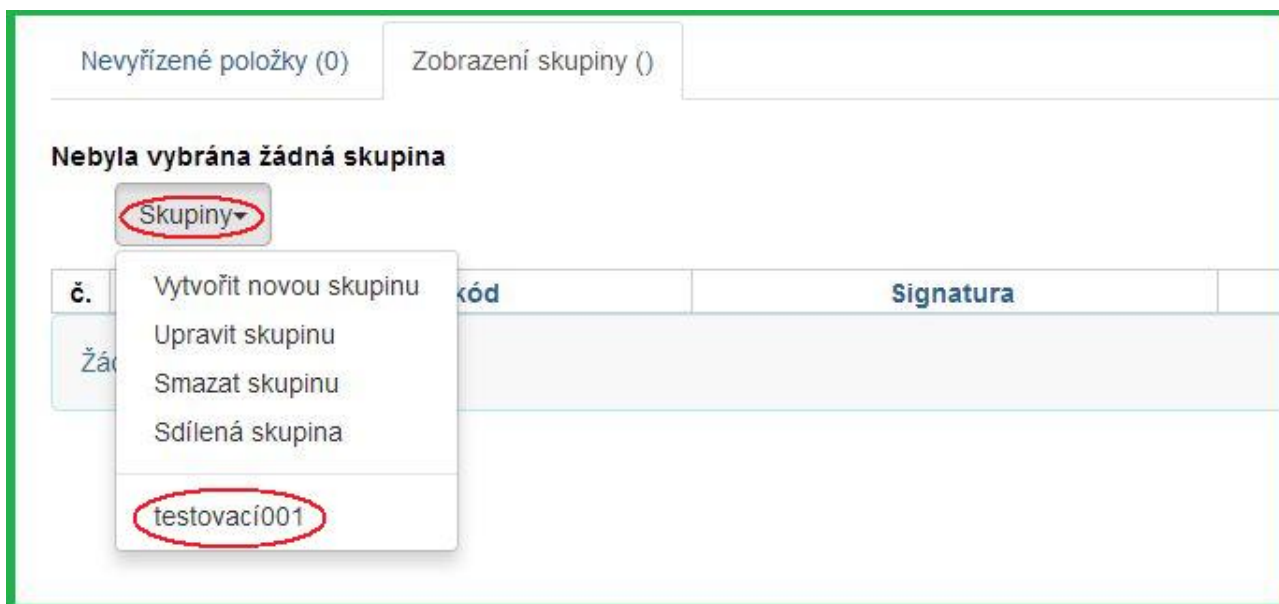 Nevyřízené položky (0) Zobrazení skupiny ()
Nebyla vybrána žádná skupina
Skupiny
č. kód Signatura
Vytvořit novou skupinu
Upravit skupinu
Smazat skupinu
Sdílená skupina
testovací001